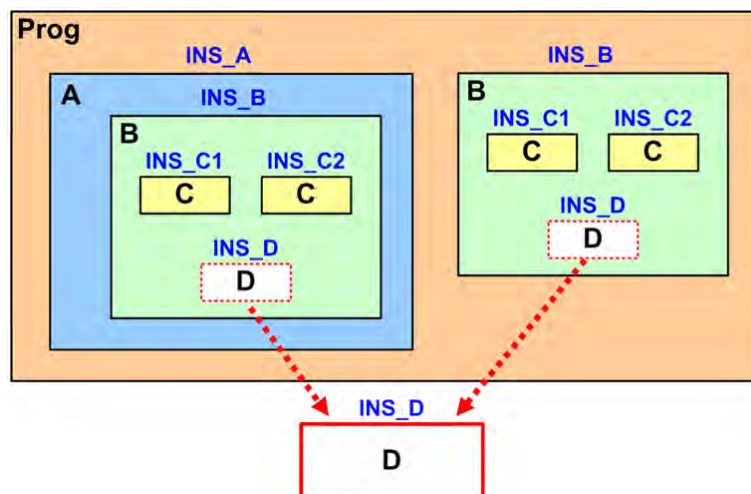 Prog
INS_A
INS_B
A
INS_B
B
INS_C1
INS_C2
C
C
INS_D
D
B
INS_C1
INS_C2
C
C
INS_D
D
INS_D
D